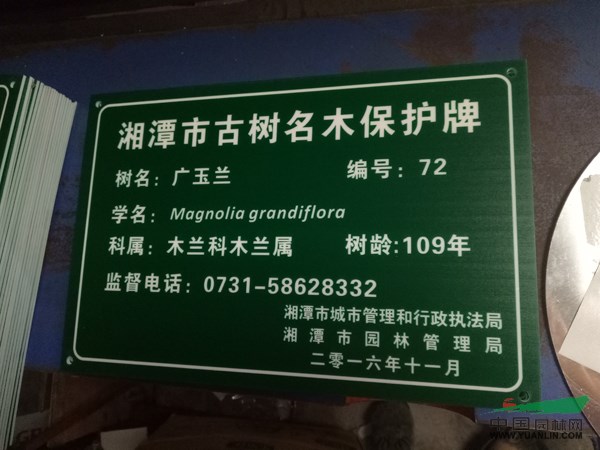 湘潭市古树名木保护牌
树名：广玉兰 编号：72
学名：Magnolia grandiflora
科属：木兰科木兰属 树龄:109年
监督电话：0731-58628332
湘潭市城市管理和行政执法局
湘潭市园林管理局
二零一六年十一月
中国园林网
WWW.YUANLIN.COM